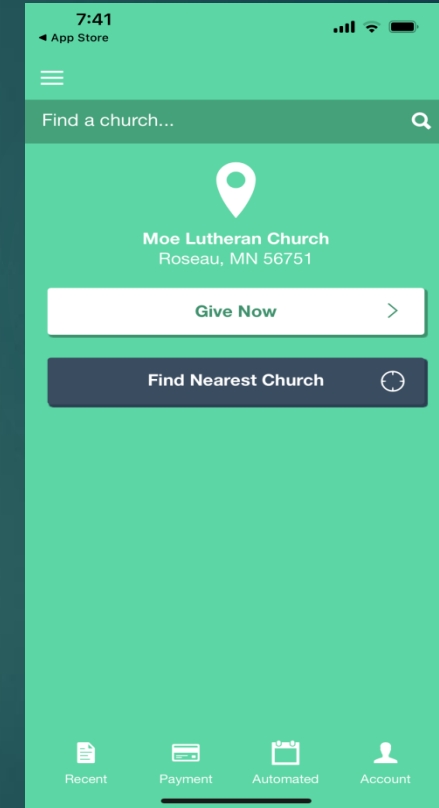 7:41
◀ App Store
Find a church...
Moe Lutheran Church
Roseau, MN 56751
Give Now
Find Nearest Church
Recent Payment Automated Account